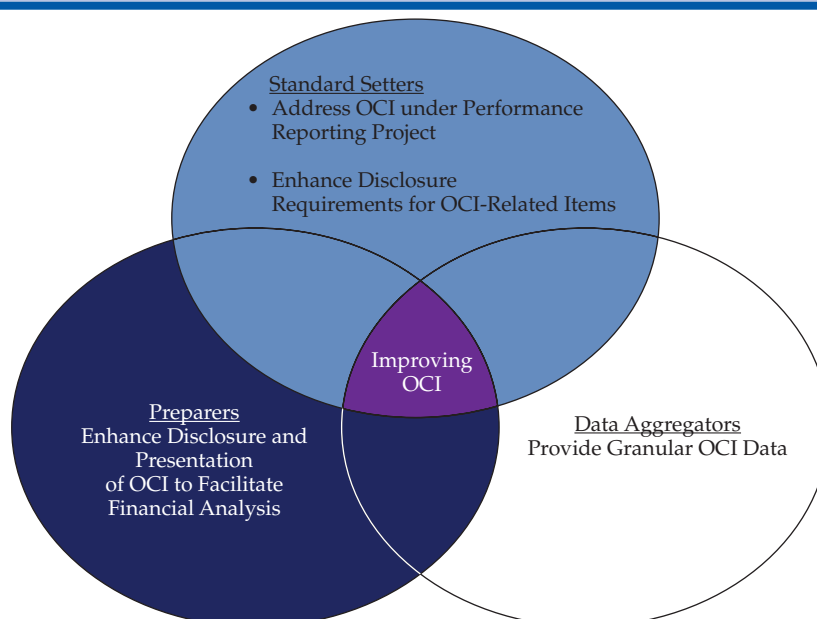 Standard Setters
• Address OCI under Performance
Reporting Project
• Enhance Disclosure
Requirements for OCI-Related Items
Improving
OCI
Preparers
Enhance Disclosure and
Presentation
of OCI to Facilitate
Financial Analysis
Data Aggregators
Provide Granular OCI Data